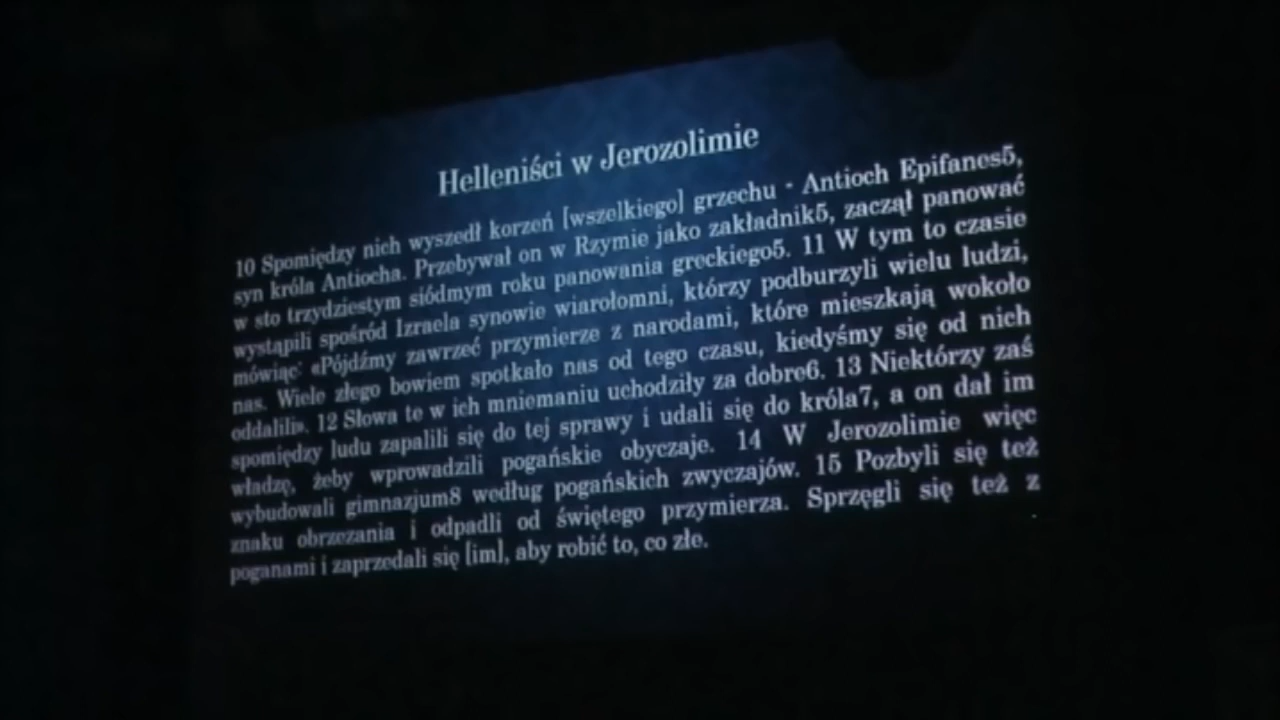 Helleniści w Jerozolimie
10 Spomiędzy nich wyszedł korzeń [wszelkiego] grzechu - Antioch Epifanes5,
syn króla Antiocha. Przebywał on w Rzymie jako zakładnik5, zaczął panować
w sto trzydziestym siódmym roku panowania greckiego5. 11 W tym to czasie
wystąpili spośród Izraela synowie wiarołomni, którzy podburzyli wielu ludzi,
mówiąc: «Pójdźmy zawrzeć przymierze z narodami, które mieszkają wokoło
nas. Wiele złego bowiem spotkało nas od tego czasu, kiedyśmy się od nich
oddalili». 12 Słowa te w ich mniemaniu uchodziły za dobre6. 13 Niektórzy zaś
spomiędzy ludu zapalili się do tej sprawy i udali się do króla7, a on dał im
władzę, żeby wprowadzili pogańskie obyczaje. 14 W Jerozolimie więc
wybudowali gimnazjum8 według pogańskich zwyczajów. 15 Pozbyli się też
znaku obrzezania i odpadli od świętego przymierza. Sprzęgli się też z
poganami i zaprzedali się [im], aby robić to, co złe.